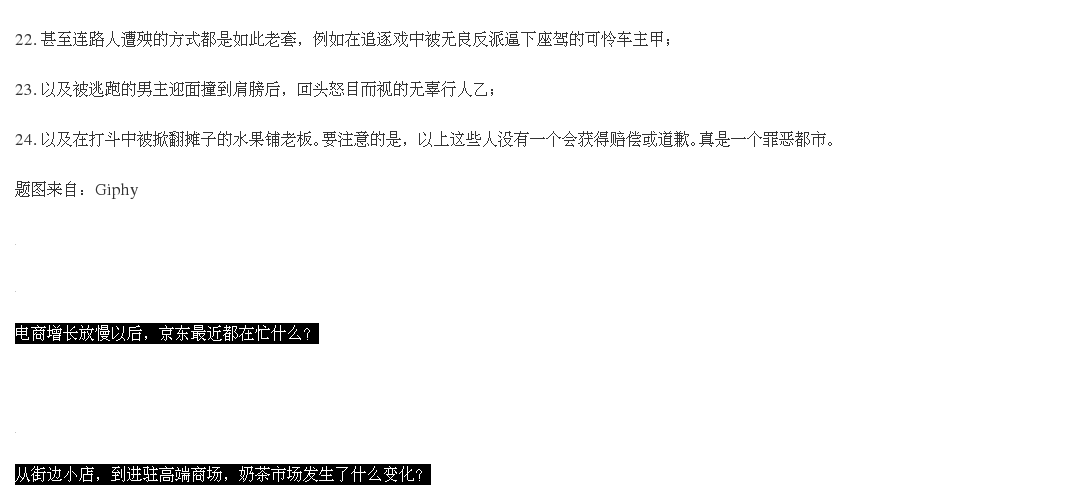 22. 甚至连路人遭殃的方式都是如此老套，例如在追逐戏中被无良反派逼下座驾的可怜车主甲；
23. 以及被逃跑的男主迎面撞到肩膀后，回头怒目而视的无辜行人乙；
24. 以及在打斗中被掀翻摊子的水果铺老板。要注意的是，以上这些人没有一个会获得赔偿或道歉。真是一个罪恶都市。
题图来自：Giphy
电商增长放慢以后，京东最近都在忙什么？
从街边小店，到进驻高端商场，奶茶市场发生了什么变化？